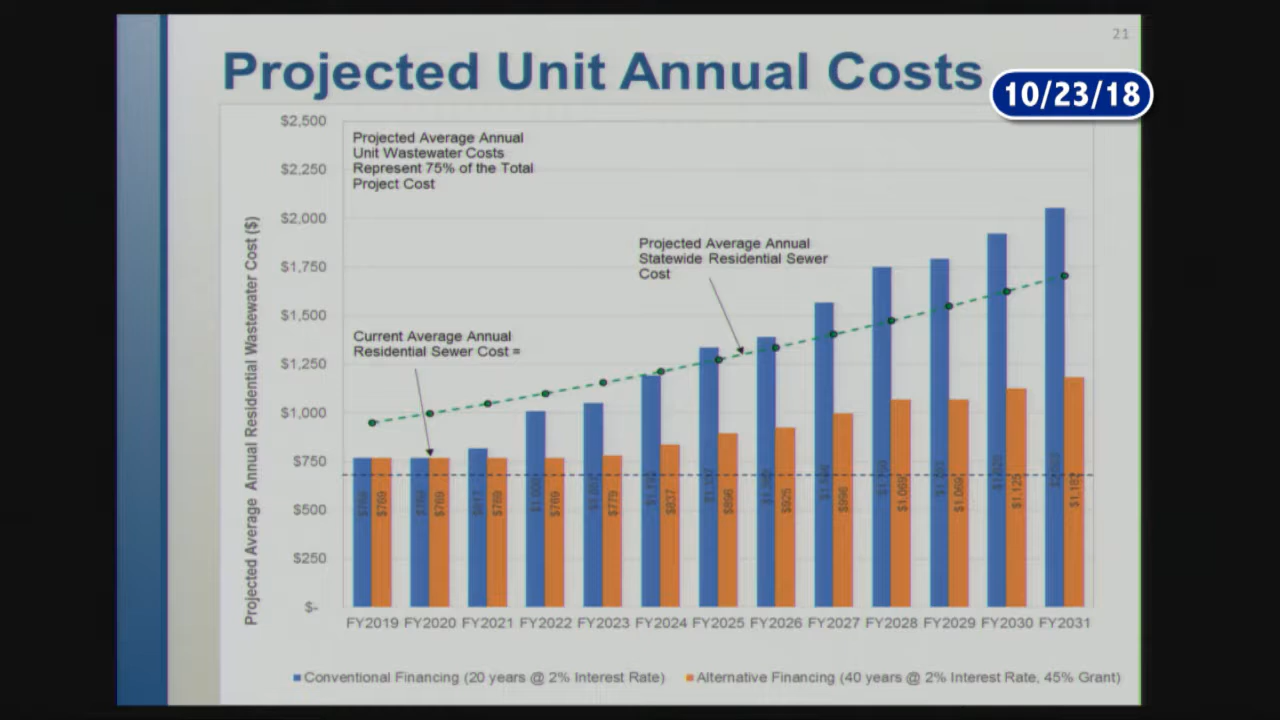 21
Projected Unit Annual Costs
10/23/18
$2,500
$2,250
$2,000
$1,750
$1,500
$1,250
$1,000
$750
$500
$250
$-
Projected Average Annual Residential Wastewater Cost ($)
Projected Average Annual
Unit Wastewater Costs
Represent 75% of the Total
Project Cost
Projected Average Annual
Statewide Residential Sewer
Cost
Current Average Annual
Residential Sewer Cost =
$769
$769
$769
$769
$779
$837
$896
$925
$998
$1,069
$1,069
$1,125
$1,182
FY2019 FY2020 FY2021 FY2022 FY2023 FY2024 FY2025 FY2026 FY2027 FY2028 FY2029 FY2030 FY2031
Conventional Financing (20 years @ 2% Interest Rate) Alternative Financing (40 years @ 2% Interest Rate, 45% Grant)